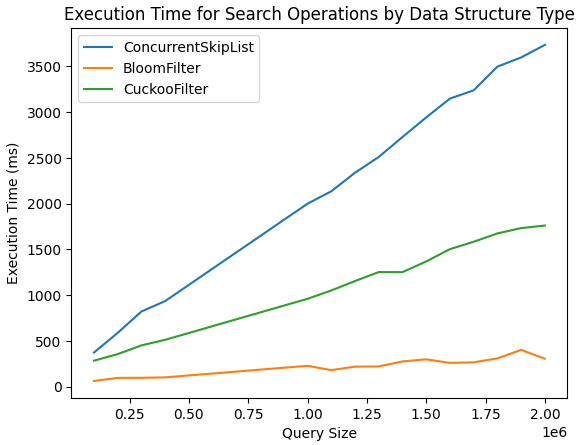 Execution Time for Search Operations by Data Structure Type
ConcurrentSkipList
BloomFilter
CuckooFilter
Execution Time (ms)
3500
3000
2500
2000
1500
1000
500
0
0.25 0.50 0.75 1.00 1.25 1.50 1.75 2.00
1e6
Query Size